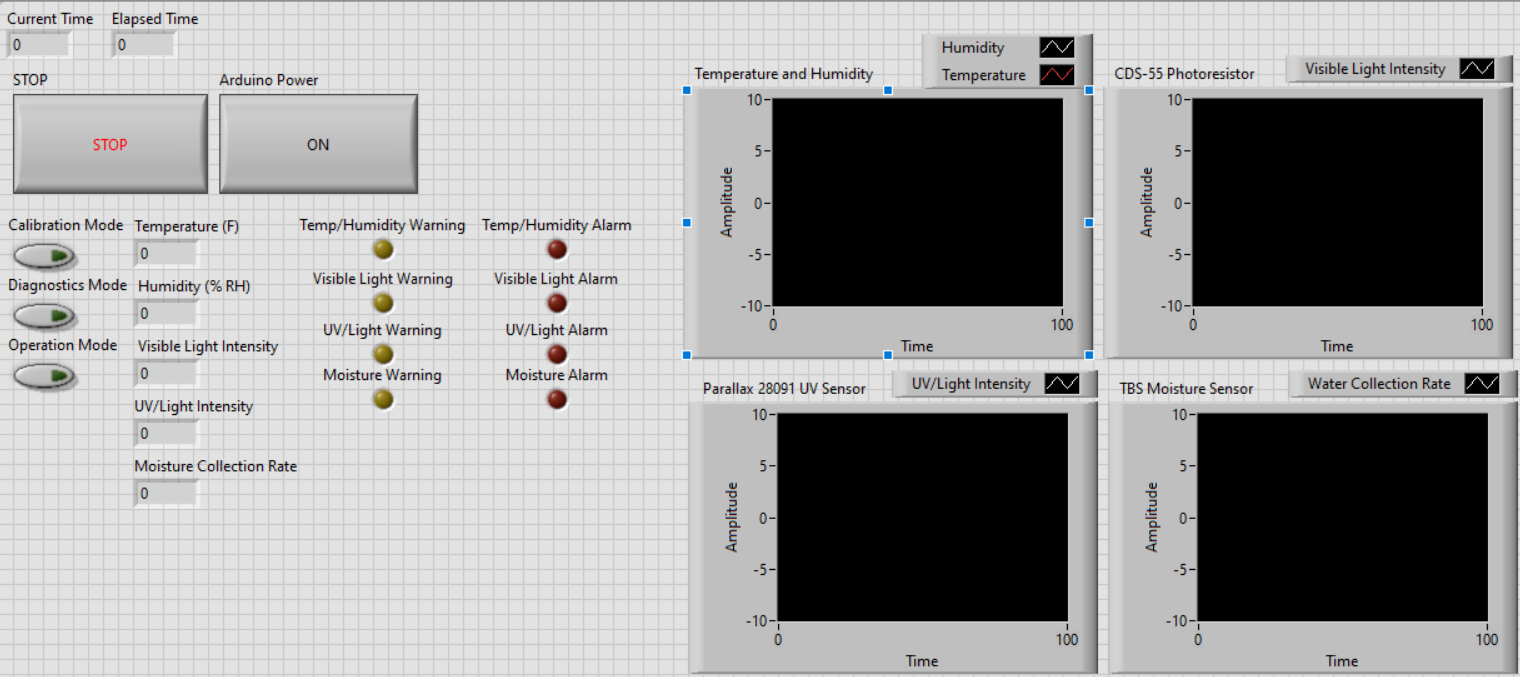 Current Time
Elapsed Time
0
0
STOP
Arduino Power
STOP
ON
Calibration Mode
Temperature (F)
0
Diagnostics Mode
Humidity (% RH)
0
Operation Mode
Visible Light Intensity
0
UV/Light Intensity
0
Moisture Collection Rate
0
Temp/Humidity Warning
Temp/Humidity Alarm
Visible Light Warning
Visible Light Alarm
UV/Light Warning
UV/Light Alarm
Moisture Warning
Moisture Alarm
Temperature and Humidity
Humidity
Temperature
Amplitude
10
5
0
-5
-10
0
100
Time
CDS-55 Photoresistor
Visible Light Intensity
Amplitude
10
5
0
-5
-10
0
100
Time
Parallax 28091 UV Sensor
UV/Light Intensity
Amplitude
10
5
0
-5
-10
0
100
Time
TBS Moisture Sensor
Water Collection Rate
Amplitude
10
5
0
-5
-10
0
100
Time